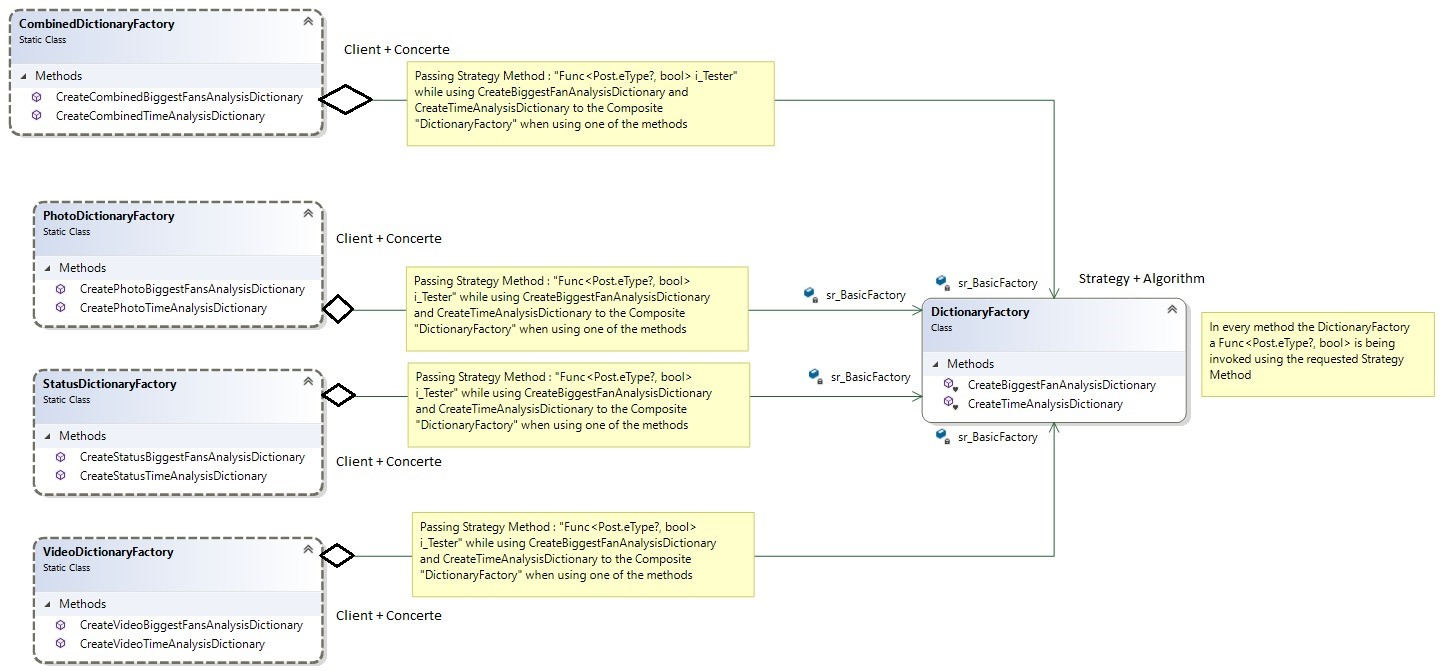 CombinedDictionaryFactory
Static Class
Methods
CreateCombinedBiggestFansAnalysisDictionary
CreateCombinedTimeAnalysisDictionary
Client + Concerte
Passing Strategy Method : "Func<Post.eType?, bool> i_Tester"
while using CreateBiggestFanAnalysisDictionary and
CreateTimeAnalysisDictionary to the Composite
"DictionaryFactory" when using one of the methods
PhotoDictionaryFactory
Static Class
Methods
CreatePhotoBiggestFansAnalysisDictionary
CreatePhotoTimeAnalysisDictionary
Client + Concerte
Passing Strategy Method : "Func<Post.eType?, bool>
i_Tester" while using CreateBiggestFanAnalysisDictionary
and CreateTimeAnalysisDictionary to the Composite
"DictionaryFactory" when using one of the methods
sr_BasicFactory
sr_BasicFactory
Strategy + Algorithm
DictionaryFactory
Class
Methods
CreateBiggestFanAnalysisDictionary
CreateTimeAnalysisDictionary
In every method the DictionaryFactory
a Func<Post.eType?, bool> is being
invoked using the requested Strategy
Method
StatusDictionaryFactory
Static Class
Methods
CreateStatusBiggestFansAnalysisDictionary
CreateStatusTimeAnalysisDictionary
Passing Strategy Method : "Func<Post.eType?, bool>
i_Tester" while using CreateBiggestFanAnalysisDictionary
and CreateTimeAnalysisDictionary to the Composite
"DictionaryFactory" when using one of the methods
sr_BasicFactory
sr_BasicFactory
Client + Concerte
VideoDictionaryFactory
Static Class
Methods
CreateVideoBiggestFansAnalysisDictionary
CreateVideoTimeAnalysisDictionary
Passing Strategy Method : "Func<Post.eType?, bool>
i_Tester" while using CreateBiggestFanAnalysisDictionary
and CreateTimeAnalysisDictionary to the Composite
"DictionaryFactory" when using one of the methods
Client + Concerte